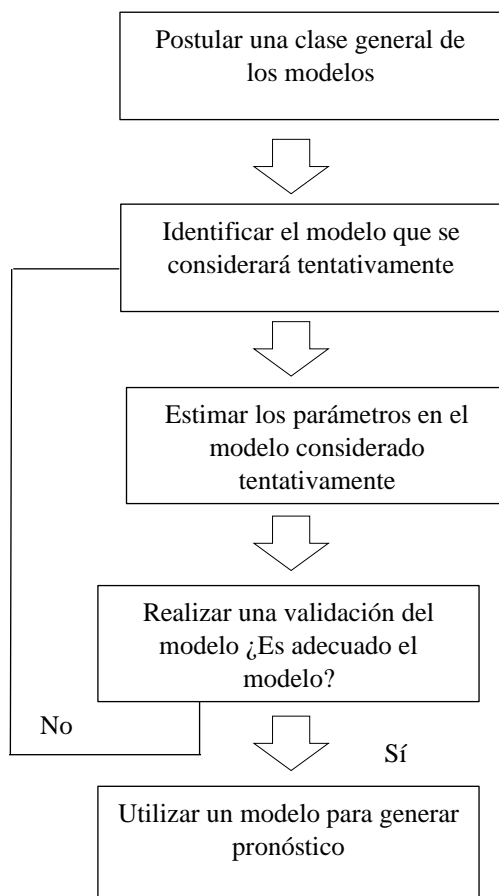 Postular una clase general de
los modelos
Identificar el modelo que se
considerará tentativamente
Estimar los parámetros en el
modelo considerado
tentativamente
Realizar una validación del
modelo ¿Es adecuado el
modelo?
No
Sí
Utilizar un modelo para generar
pronóstico